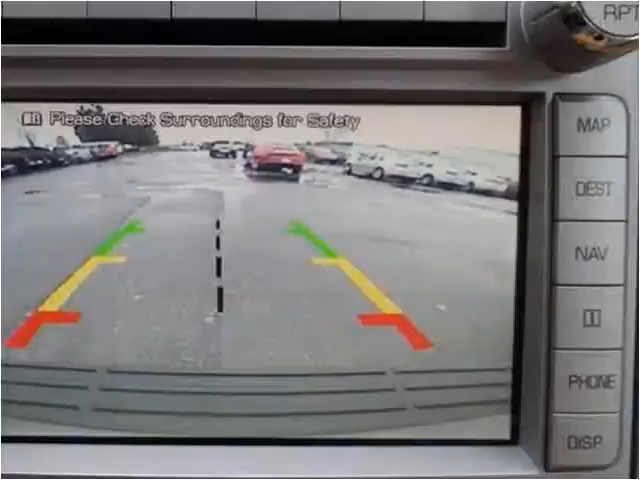 RPT
Please Check Surroundings for Safety
MAP
DEST
NAV
PHONE
DISP